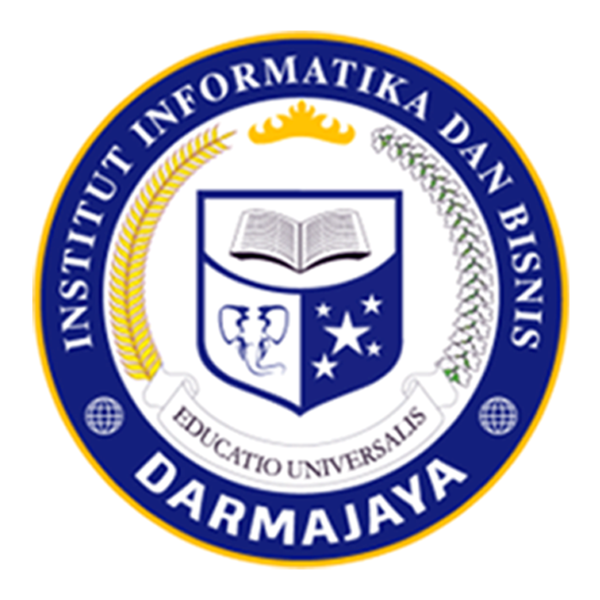 INSTITUT INFORMATIKA DAN BISNIS
EDUCATIO UNIVERSALIS
DARMAJAYA